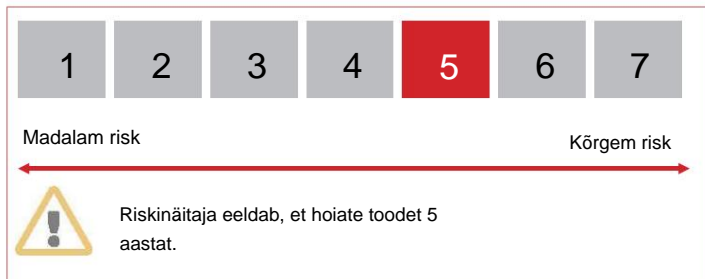 1 2 3 4 5 6 7
Madalam risk
Kõrgem risk
Riskinäitaja eeldab, et hoiate toodet 5
aastat.